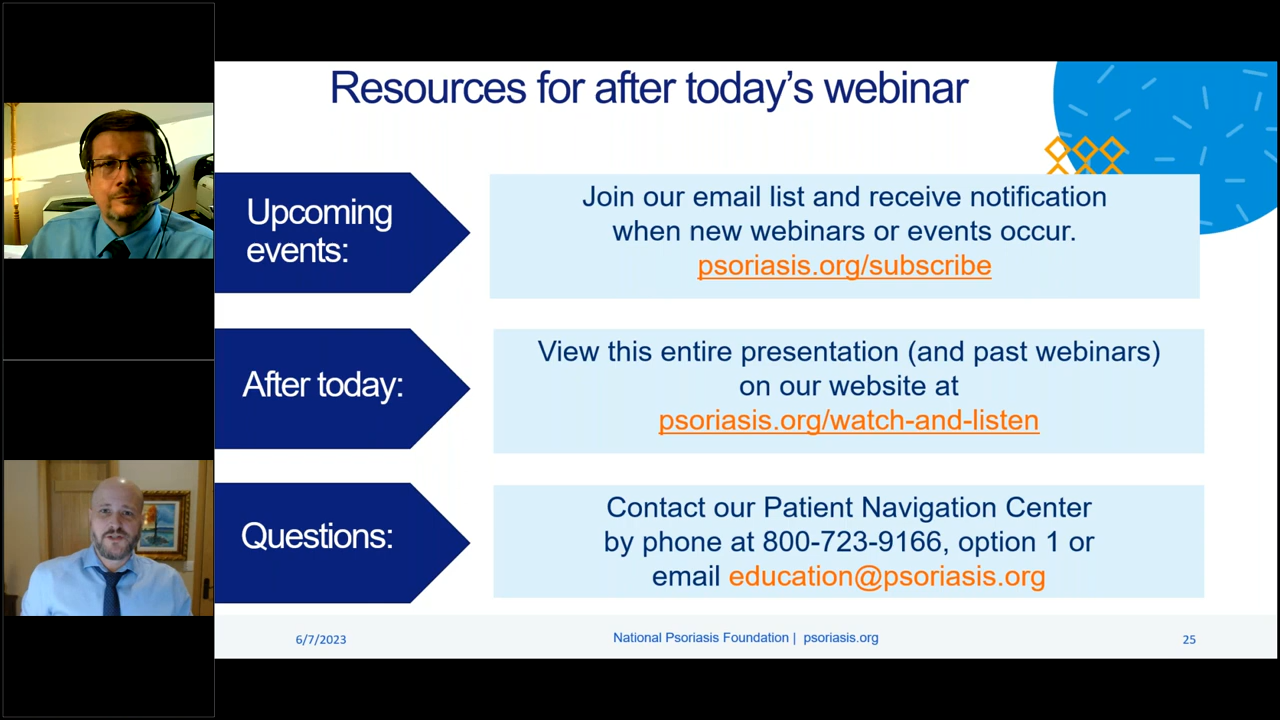 Resources for after today's webinar
Upcoming
events:
Join our email list and receive notification
when new webinars or events occur.
psoriasis.org/subscribe
After today:
View this entire presentation (and past webinars)
on our website at
psoriasis.org/watch-and-listen
Questions:
Contact our Patient Navigation Center
by phone at 800-723-9166, option 1 or
email education@psoriasis.org
6/7/2023
National Psoriasis Foundation | psoriasis.org
25